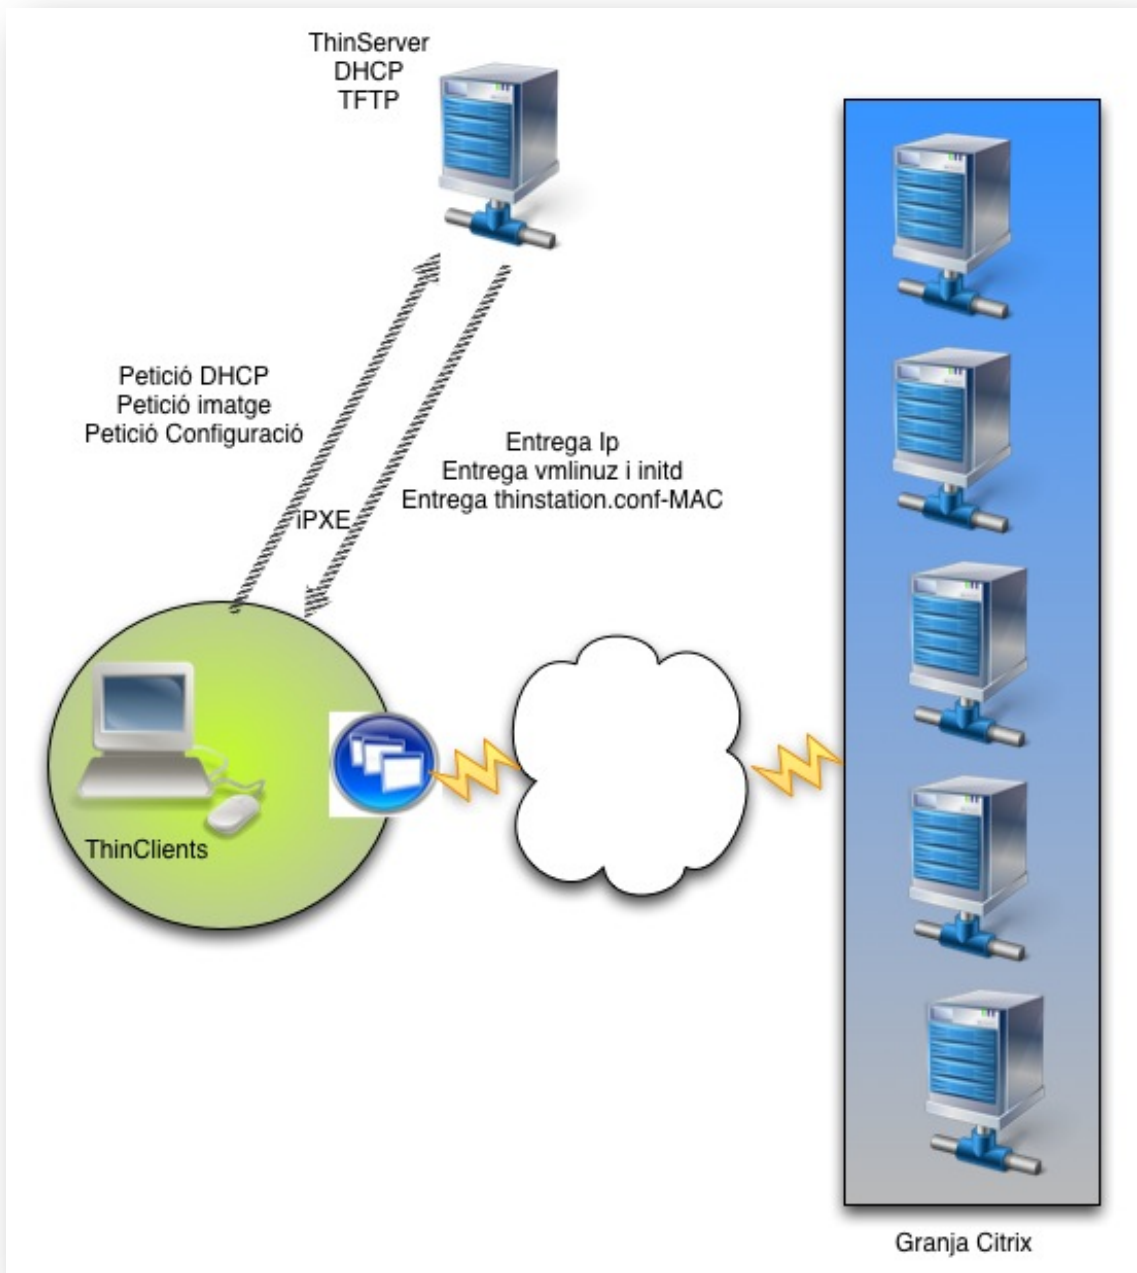 ThinServer
DHCP
TFTP
Petició DHCP
Petició imatge
Petició Configuració
Entrega Ip
Entrega vmlinuz i initd
Entrega thinstation.conf-MAC
iPXE
ThinClients
Granja Citrix